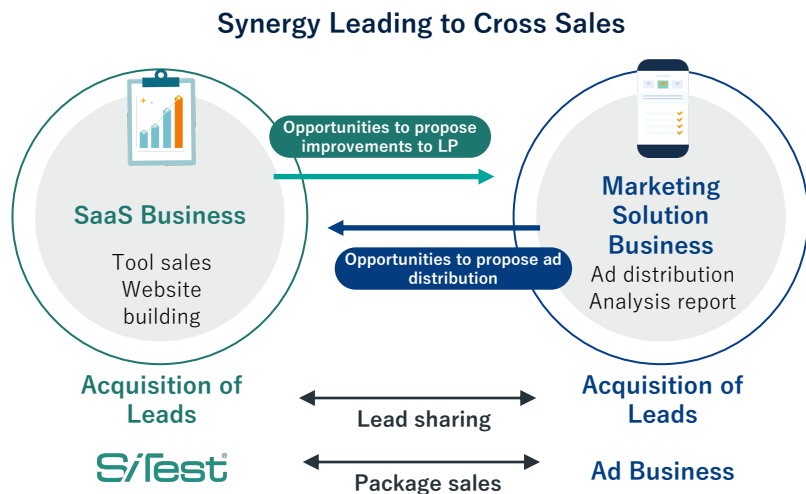 Synergy Leading to Cross Sales
Opportunities to propose
improvements to LP
SaaS Business
Tool sales
Website
building
Marketing
Solution
Business
Ad distribution
Analysis report
Opportunities to propose ad
distribution
Acquisition of
Leads
Lead sharing
Acquisition of
Leads
SiTest
Package sales
Ad Business